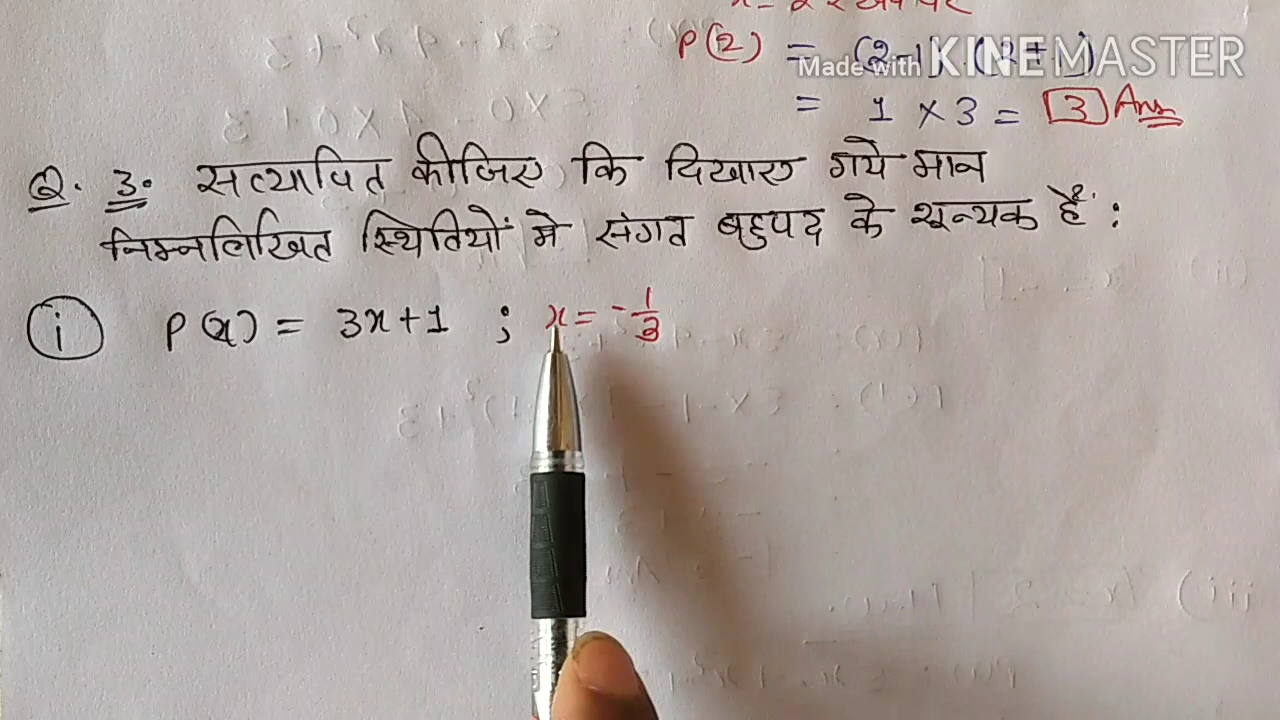 P(2) = (2-1) (2+1)
Made with KINEMASTER
= 1 × 3 = 3 Ans
Q. 3. सत्यापित कीजिए कि दिखाए गये मान
निम्नलिखित स्थितियों मे संगत बहुपद के शून्यक हैं :
(i) P(x) = 3x+1 ; x = -1/3